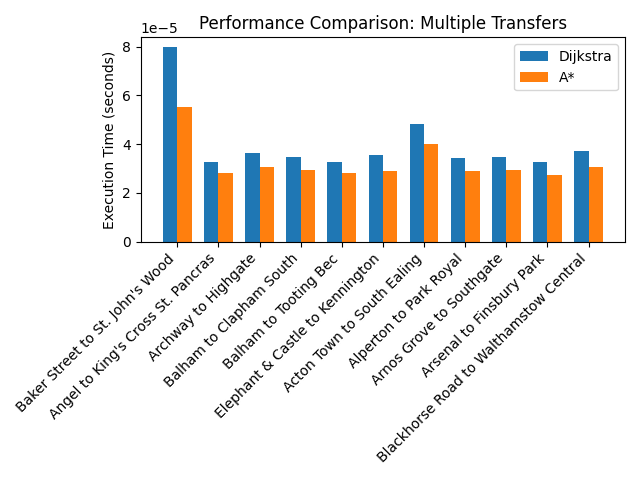 Performance Comparison: Multiple Transfers
1e−5
Execution Time (seconds)
8
6
4
2
0
Dijkstra
A*
Baker Street to St. John's Wood
Angel to King's Cross St. Pancras
Archway to Highgate
Balham to Clapham South
Balham to Tooting Bec
Elephant & Castle to Kennington
Acton Town to South Ealing
Alperton to Park Royal
Arnos Grove to Southgate
Arsenal to Finsbury Park
Blackhorse Road to Walthamstow Central